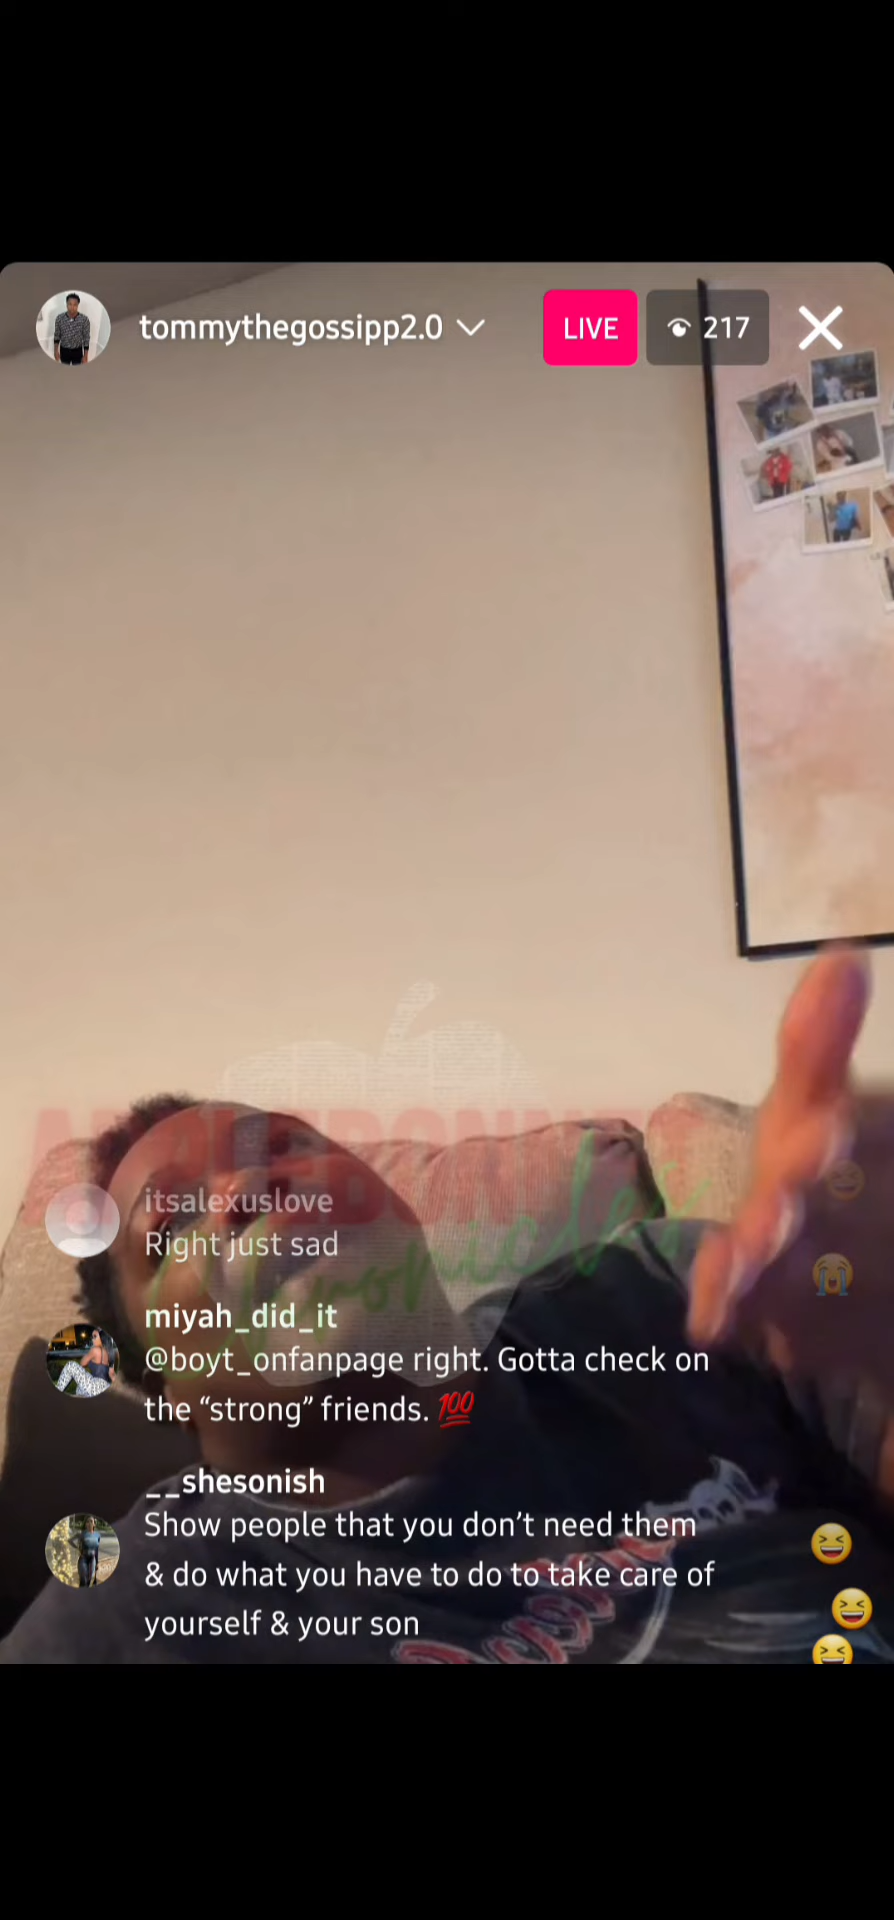 tommythegossipp2.0
LIVE
217
APPLEBONNES
Chronicles
itsalexuslove
Right just sad
miyah_did_it
@boyt_onfanpage right. Gotta check on
the “strong” friends. 💯
__shesonish
Show people that you don’t need them
& do what you have to do to take care of
yourself & your son